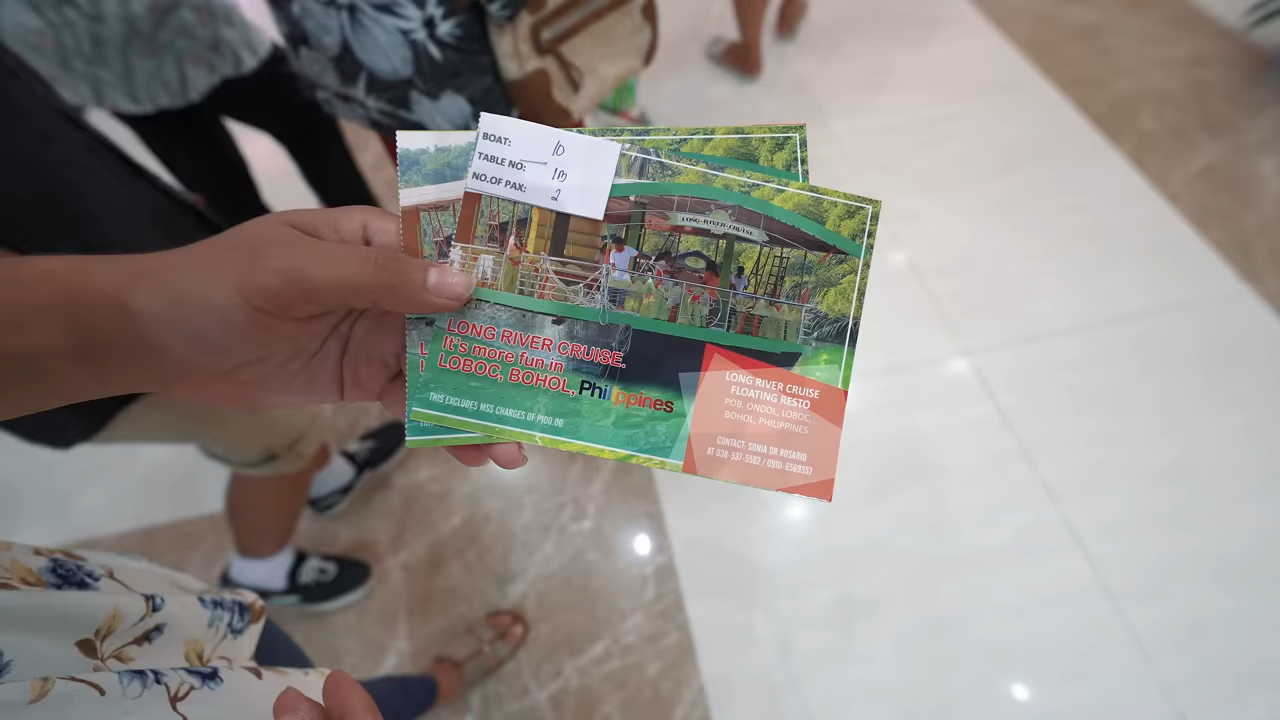 BOAT: 10
TABLE NO: 1B
NO.OF PAX: 2
LONG-RIVER-CRUISE
LONG RIVER CRUISE.
It's more fun in
LOBOC, BOHOL, Philippines
THIS EXCLUDES MSS CHARGES OF P100.00
LONG RIVER CRUISE
FLOATING RESTO
POB. ONDOL, LOBOC,
BOHOL, PHILIPPINES
CONTACT: SONIA OR ROSARIO
AT 038-537-5582 / 0910-6569357